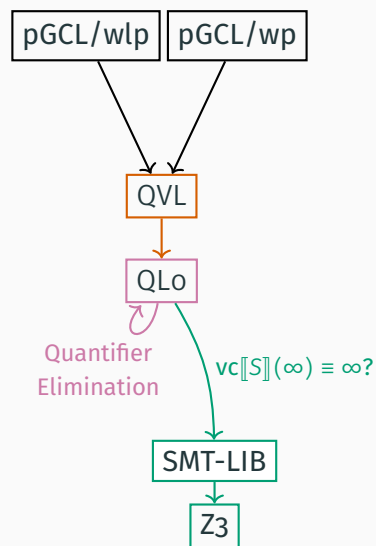 pGCL/wlp
pGCL/wp
QVL
QLo
Quantifier
Elimination
vc⟦S⟧(∞) ≡ ∞?
SMT-LIB
Z3